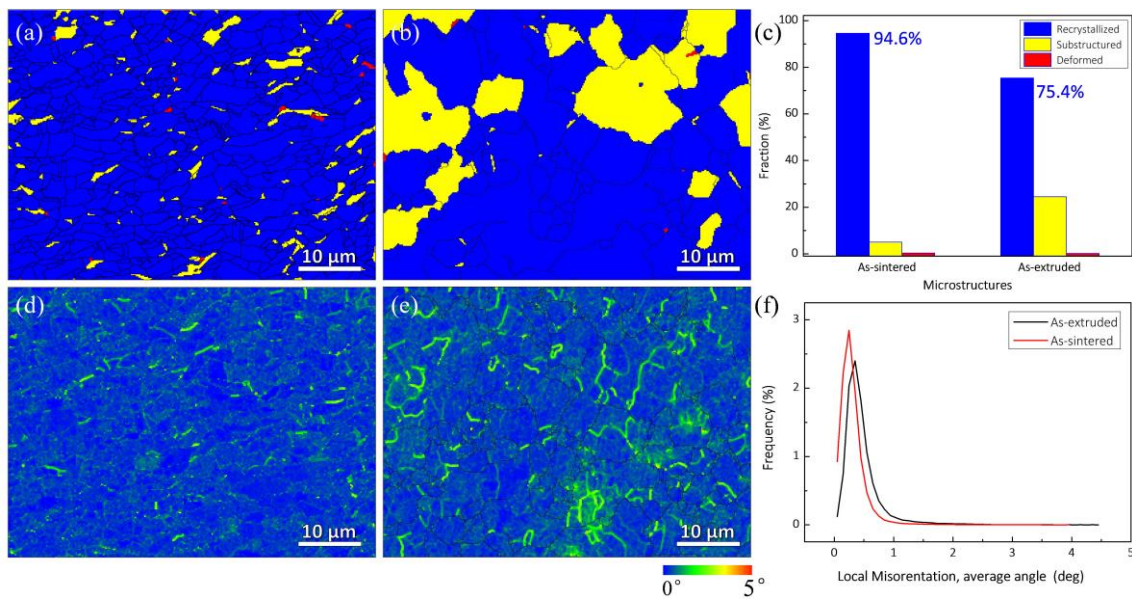 (a)
10 μm
(b)
10 μm
(c)
Fraction (%)
100
80
60
40
20
0
94.6%
75.4%
Recrystallized
Substructured
Deformed
As-sintered
As-extruded
Microstructures
(d)
10 μm
(e)
10 μm
0°
5°
(f)
Frequency (%)
3
2
1
0
As-extruded
As-sintered
0
1
2
3
4
5
Local Misorentation, average angle (deg)